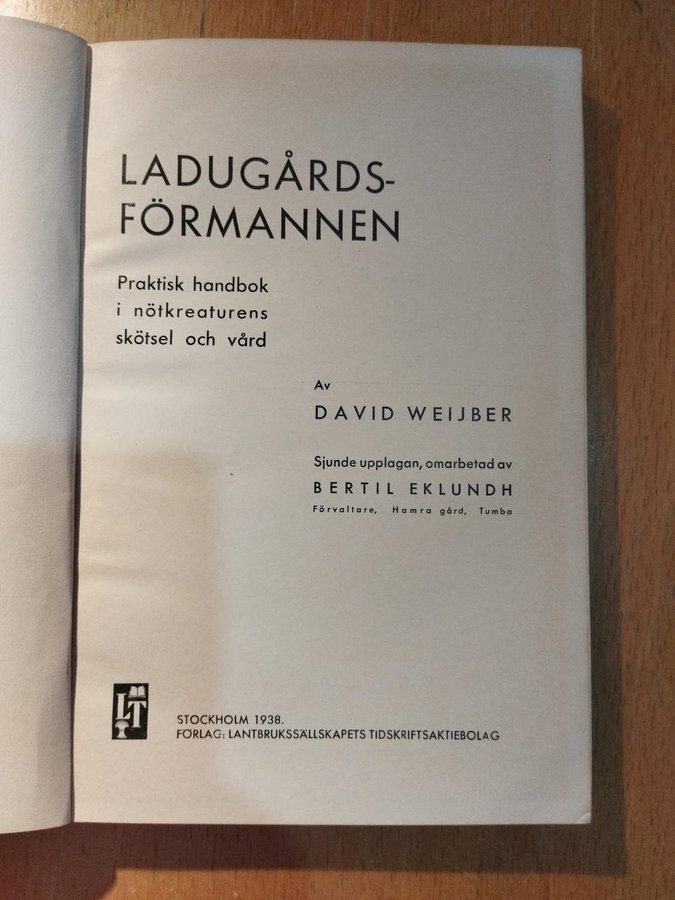 LADUGÅRDS-
FÖRMANNEN
Praktisk handbok
i nötkreaturens
skötsel och vård
Av
DAVID WEIJBER
Sjunde upplagan, omarbetad av
BERTIL EKLUNDH
Förvaltare, Hamra gård, Tumba
LT
STOCKHOLM 1938.
FÖRLAG: LANTBRUKSSÄLLSKAPETS TIDSKRIFTSAKTIEBOLAG